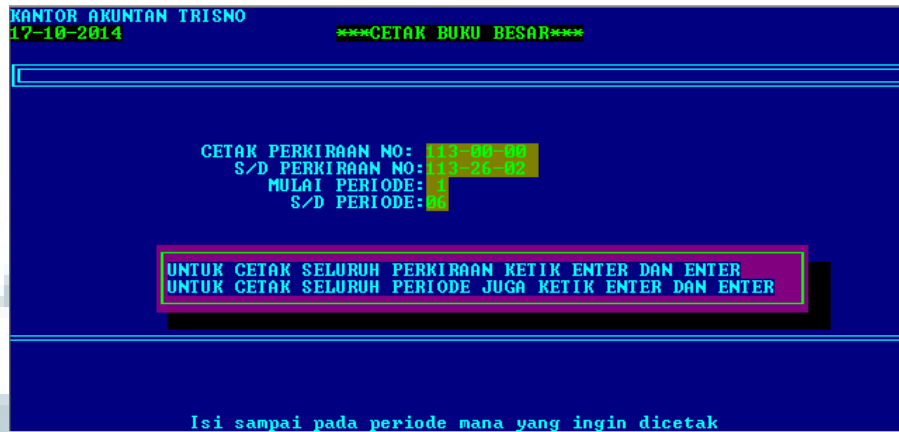 KANTOR AKUNTAN TRISNO
17-10-2014 ***CETAK BUKU BESAR***
CETAK PERKIRAAN NO: 113-00-00
S/D PERKIRAAN NO:113-26-02
MULAI PERIODE: 1
S/D PERIODE:06
UNTUK CETAK SELURUH PERKIRAAN KETIK ENTER DAN ENTER
UNTUK CETAK SELURUH PERIODE JUGA KETIK ENTER DAN ENTER
Isi sampai pada periode mana yang ingin dicetak